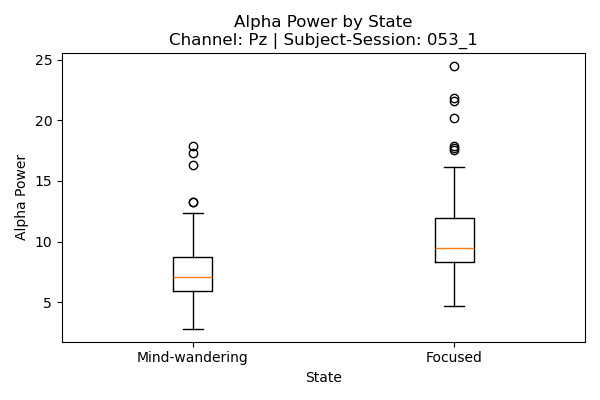 Alpha Power by State
Channel: Pz | Subject-Session: 053_1
Alpha Power
25
20
15
10
5
Mind-wandering
Focused
State